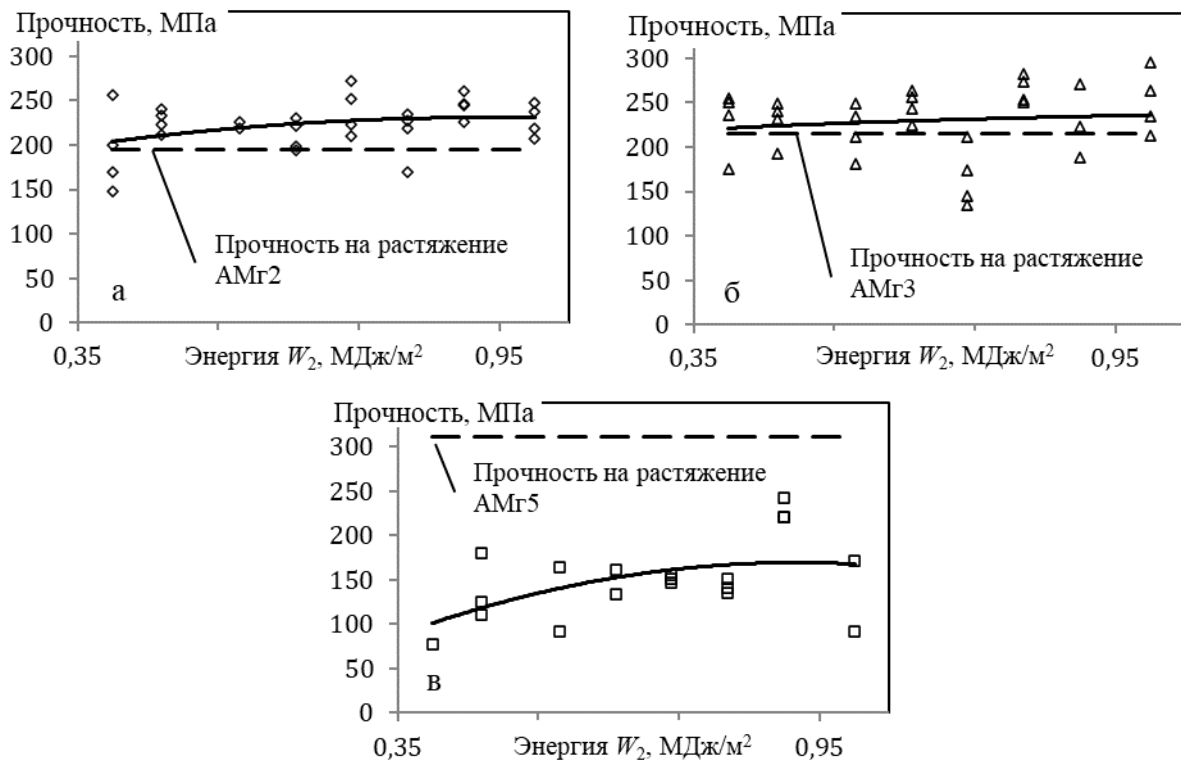 Прочность, МПа
300
250
200
150
100
50
0
Прочность на растяжение
АМг2
а
0,35
Энергия W₂, МДж/м²
0,95
Прочность, МПа
300
250
200
150
100
50
0
Прочность на растяжение
АМг3
б
0,35
Энергия W₂, МДж/м²
0,95
Прочность, МПа
300
250
200
150
100
50
0
Прочность на растяжение
АМг5
в
0,35
Энергия W₂, МДж/м²
0,95